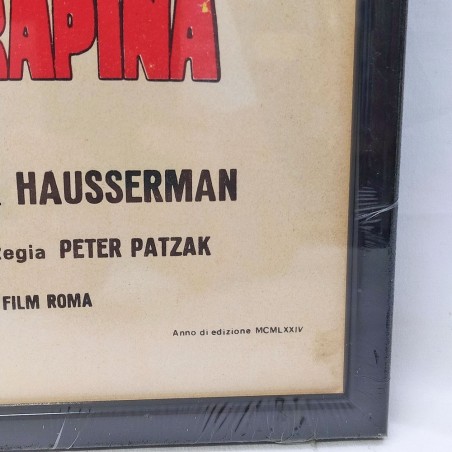 RAPINA
HAUSSERMAN
Regia PETER PATZAK
FILM ROMA
Anno di edizione MCMLXXIV